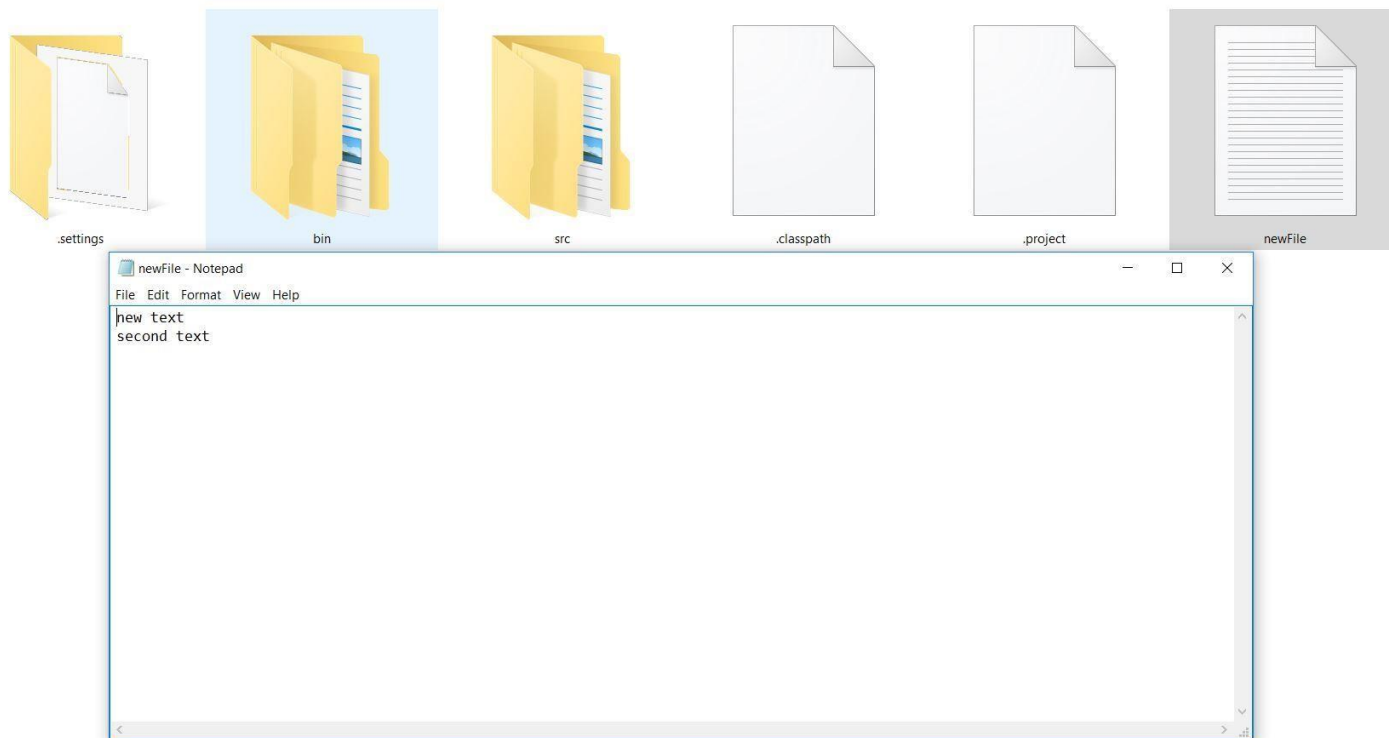 .settings
bin
src
.classpath
.project
newFile
newFile - Notepad
File Edit Format View Help
new text
second text